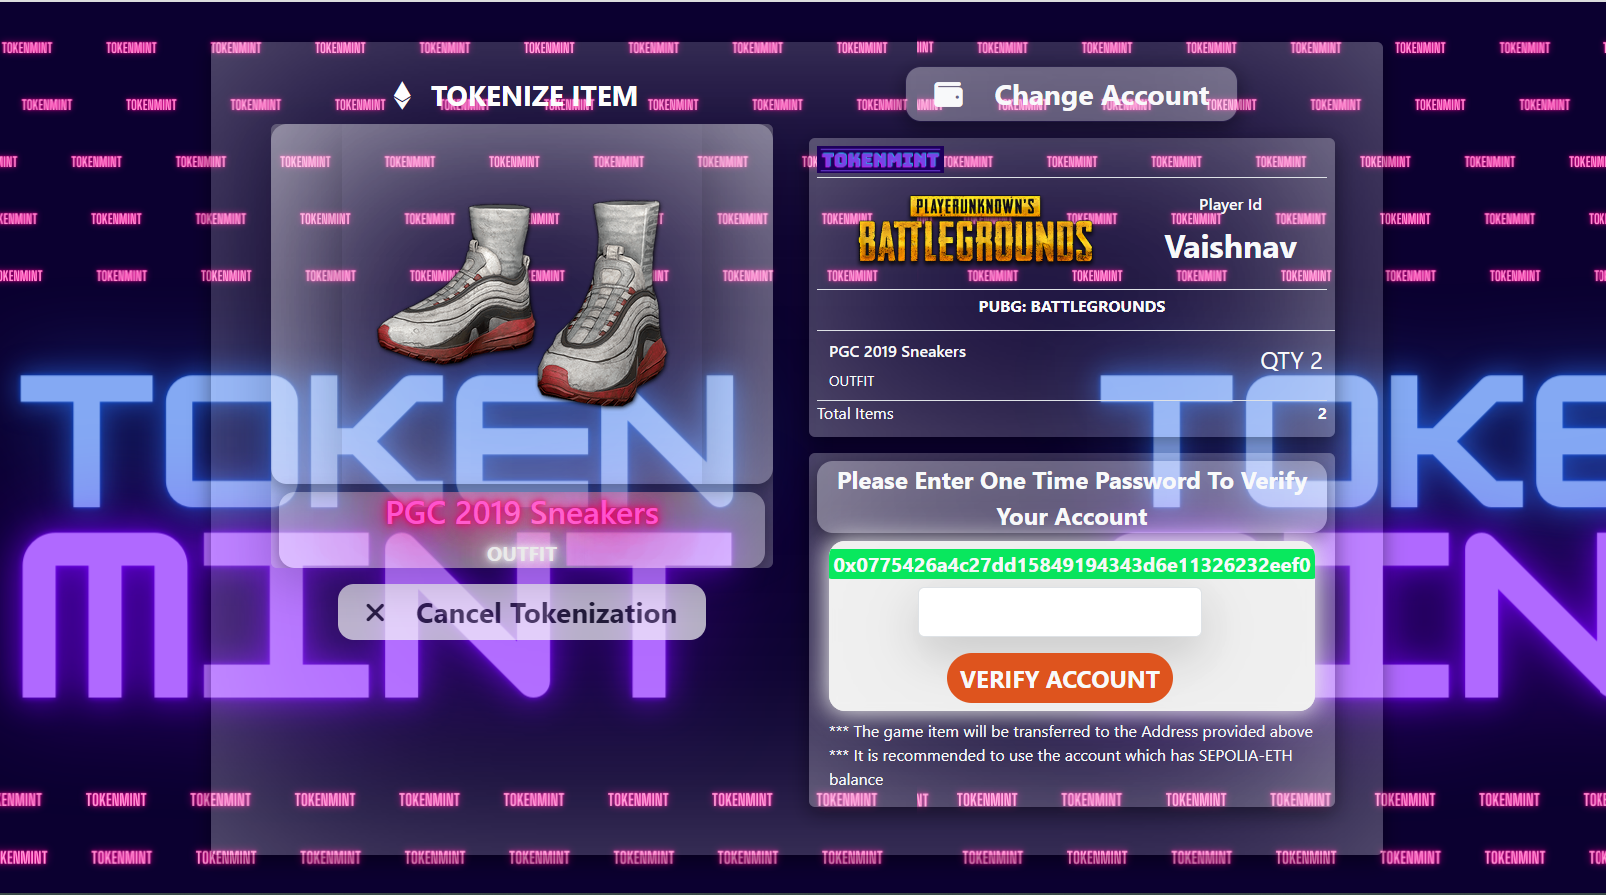 TOKENIZE ITEM
Change Account
TOKENMINT
PLAYERUNKNOWN'S
BATTLEGROUNDS
Player Id
Vaishnav
PUBG: BATTLEGROUNDS
PGC 2019 Sneakers
OUTFIT
QTY 2
Total Items
2
PGC 2019 Sneakers
OUTFIT
Cancel Tokenization
Please Enter One Time Password To Verify
Your Account
0x0775426a4c27dd15849194343d6e11326232eef0
VERIFY ACCOUNT
*** The game item will be transferred to the Address provided above
*** It is recommended to use the account which has SEPOLIA-ETH
balance
TOKEN
MINT